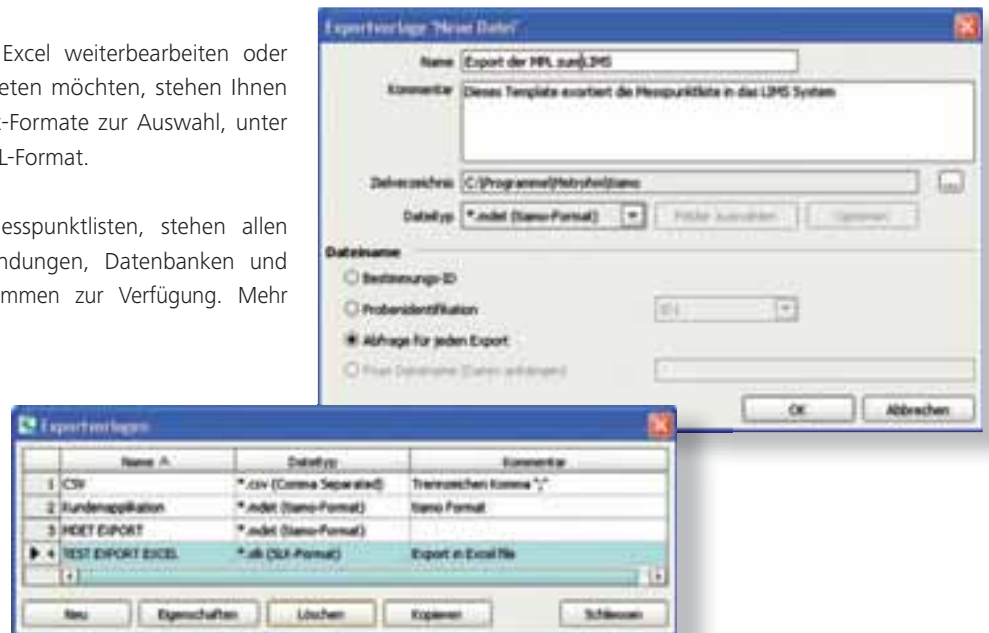 Excel weiterbearbeiten oder
eten möchten, stehen Ihnen
-Formate zur Auswahl, unter
L-Format.
esspunktlisten, stehen allen
ndungen, Datenbanken und
mmen zur Verfügung. Mehr
Exportvorlage "Neue Datei"
Name Export der MPL zum LIMS
Kommentar Dieses Template exortiert die Messpunktliste in das LIMS System
Zielverzeichnis C:\Programme\Metrohm\tiamo ...
Dateityp *.mdet (tiamo-Format) Felder auswählen Optionen
Dateiname
Bestimmungs-ID
Probenidentifikation ID1
Abfrage für jeden Export
OK Abbrechen
Exportvorlagen
Name Dateityp Kommentar
1 CSV *.csv (Comma Separated) Trennzeichen Komma ";"
2 Kundenapplikation *.mdet (tiamo-Format) tiamo Format
3 MDET EXPORT *.mdet (tiamo-Format)
4 TEST EXPORT EXCEL *.slk (SLK-Format) Export in Excel file
Neu Eigenschaften Löschen Kopieren Schliessen